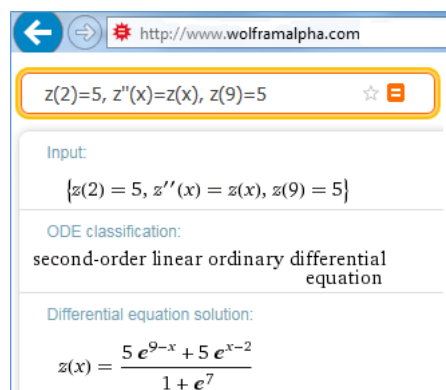 http://www.wolframalpha.com
z(2)=5, z"(x)=z(x), z(9)=5
Input:
{z(2) = 5, z′′(x) = z(x), z(9) = 5}
ODE classification:
second-order linear ordinary differential
equation
Differential equation solution:
z(x) = (5 e^(9−x) + 5 e^(x−2)) / (1 + e^7)